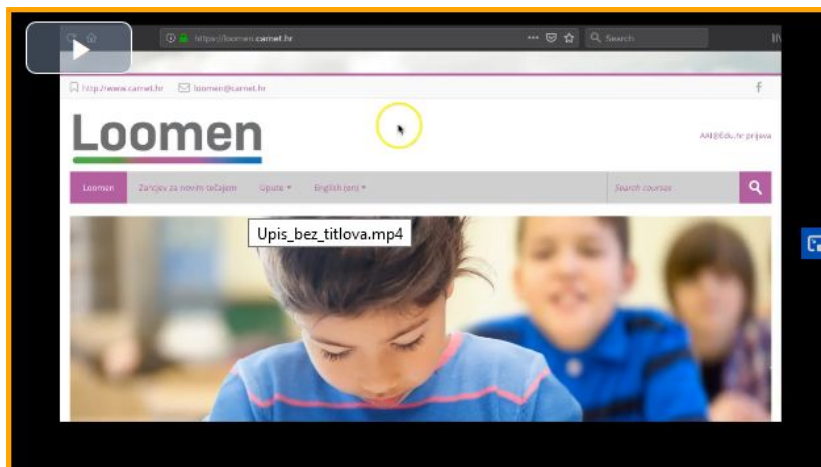 https://loomen.carnet.hr
Search
http://www.carnet.hr loomen@carnet.hr
Loomen
AAI@Edu.hr prijava
Loomen Zahtjev za novim tečajem Upute English (en) Search courses
Upis_bez_titlova.mp4